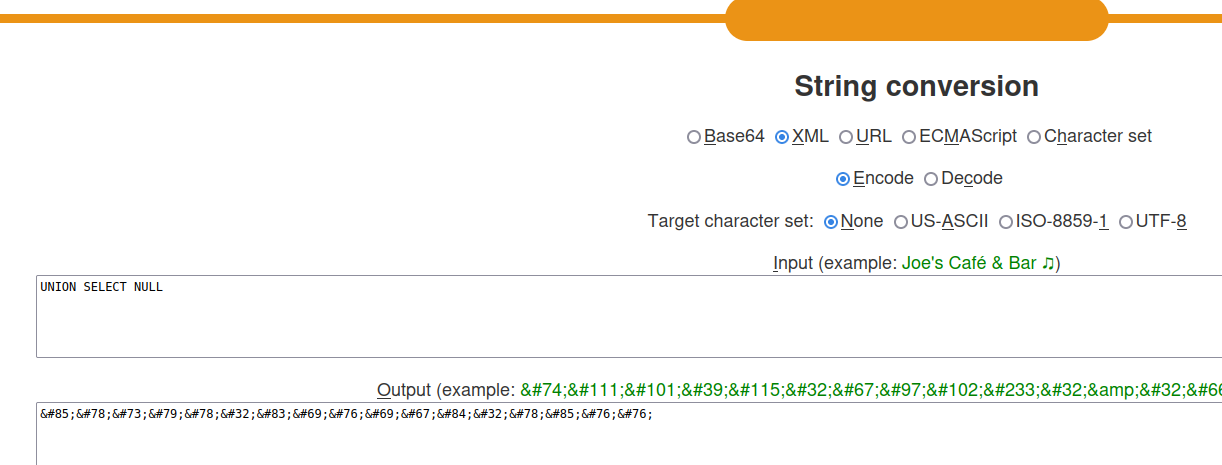 String conversion
Base64 XML URL ECMAScript Character set
Encode Decode
Target character set: None US-ASCII ISO-8859-1 UTF-8
Input (example: Joe's Café & Bar ♫)
UNION SELECT NULL
Output (example: &#74;&#111;&#101;&#39;&#115;&#32;&#67;&#97;&#102;&#233;&#32;&amp;&#32;&#66
&#85;&#78;&#73;&#79;&#78;&#32;&#83;&#69;&#76;&#69;&#67;&#84;&#32;&#78;&#85;&#76;&#76;